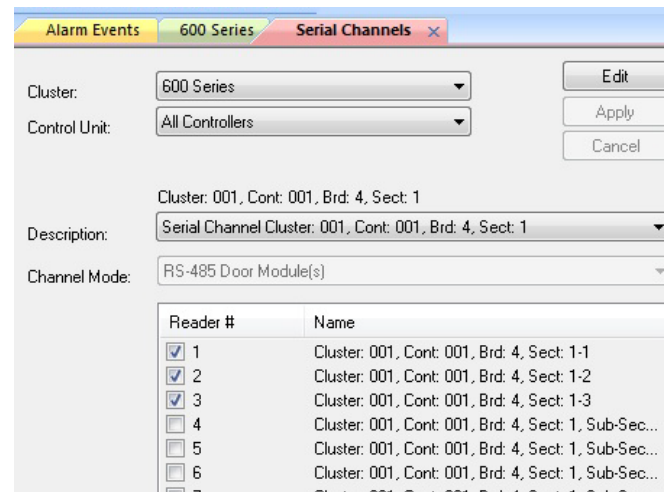 Alarm Events 600 Series Serial Channels
Cluster: 600 Series Edit
Control Unit: All Controllers Apply
Cancel
Cluster: 001, Cont: 001, Brd: 4, Sect: 1
Description: Serial Channel Cluster: 001, Cont: 001, Brd: 4, Sect: 1
Channel Mode: RS-485 Door Module(s)
Reader # Name
1 Cluster: 001, Cont: 001, Brd: 4, Sect: 1-1
2 Cluster: 001, Cont: 001, Brd: 4, Sect: 1-2
3 Cluster: 001, Cont: 001, Brd: 4, Sect: 1-3
4 Cluster: 001, Cont: 001, Brd: 4, Sect: 1, Sub-Sec...
5 Cluster: 001, Cont: 001, Brd: 4, Sect: 1, Sub-Sec...
6 Cluster: 001, Cont: 001, Brd: 4, Sect: 1, Sub-Sec...